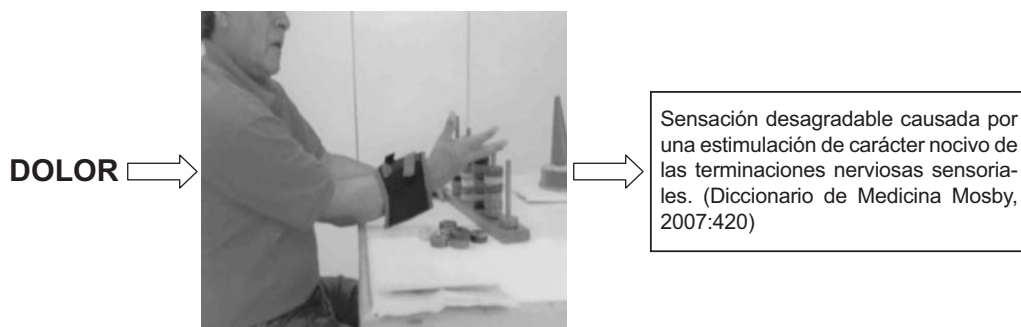 DOLOR
Sensación desagradable causada por
una estimulación de carácter nocivo de
las terminaciones nerviosas sensoria-
les. (Diccionario de Medicina Mosby,
2007:420)